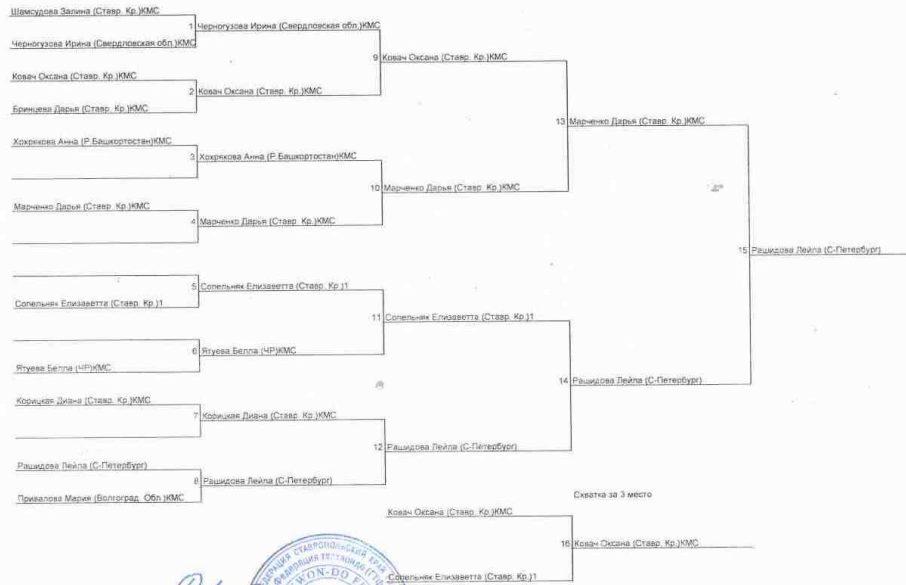 Шамсудова Залина (Ставр. Кр.)КМС
1 Черногузова Ирина (Свердловская обл.)КМС
Черногузова Ирина (Свердловская обл.)КМС
9 Ковач Оксана (Ставр. Кр.)КМС
Ковач Оксана (Ставр. Кр.)КМС
2 Ковач Оксана (Ставр. Кр.)КМС
Бринцева Дарья (Ставр. Кр.)КМС
13 Марченко Дарья (Ставр. Кр.)КМС
Хохрякова Анна (Р.Башкортостан)КМС
3 Хохрякова Анна (Р.Башкортостан)КМС
10 Марченко Дарья (Ставр. Кр.)КМС
Марченко Дарья (Ставр. Кр.)КМС
4 Марченко Дарья (Ставр. Кр.)КМС
15 Рашидова Лейла (С-Петербург)
5 Сопельняк Елизаветта (Ставр. Кр.)1
Сопельняк Елизаветта (Ставр. Кр.)1
11 Сопельняк Елизаветта (Ставр. Кр.)1
6 Ятуева Белла (ЧР)КМС
Ятуева Белла (ЧР)КМС
14 Рашидова Лейла (С-Петербург)
Корицкая Диана (Ставр. Кр.)КМС
7 Корицкая Диана (Ставр. Кр.)КМС
12 Рашидова Лейла (С-Петербург)
Рашидова Лейла (С-Петербург)
8 Рашидова Лейла (С-Петербург)
Привалова Мария (Волгоград. Обл.)КМС
Схватка за 3 место
Ковач Оксана (Ставр. Кр.)КМС
16 Ковач Оксана (Ставр. Кр.)КМС
Сопельняк Елизаветта (Ставр. Кр.)1
СТАВРОПОЛЬСКИЙ КРАЙ